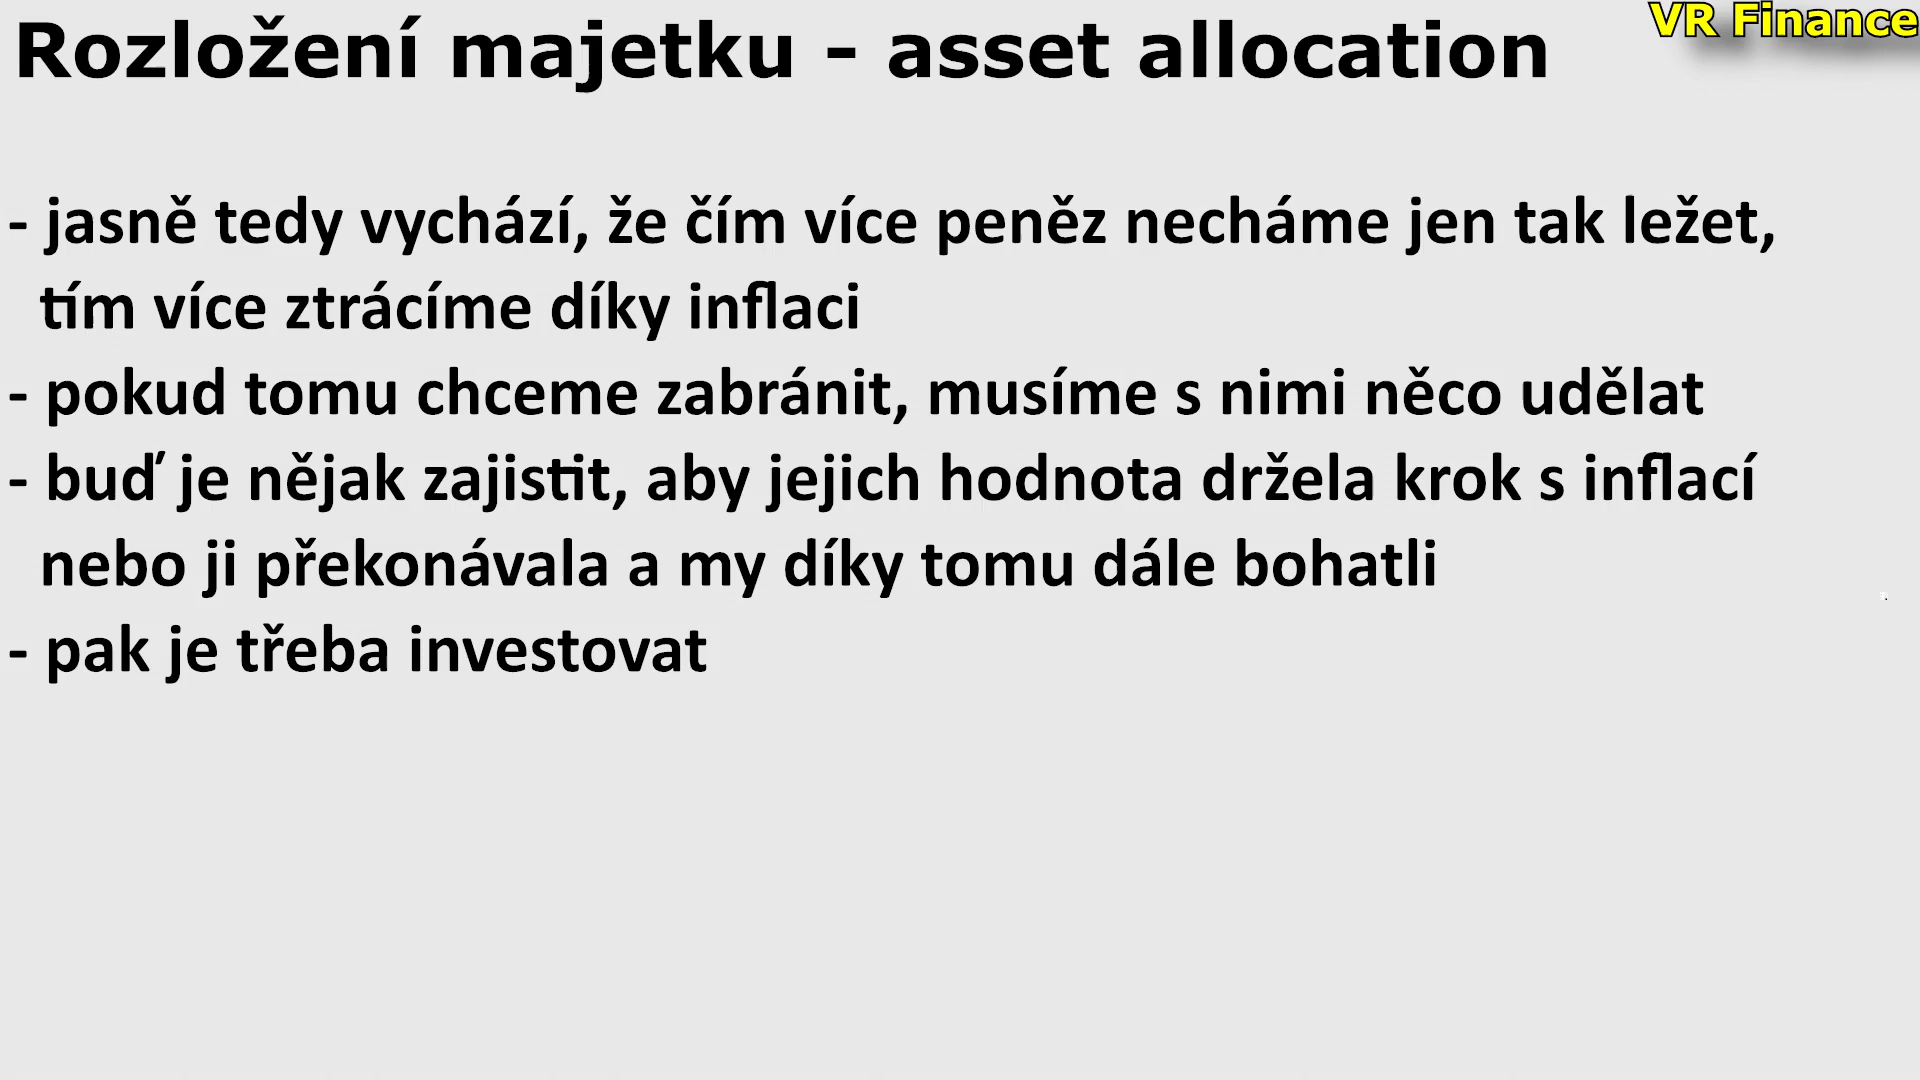 Rozložení majetku - asset allocation
VR Finance
- jasně tedy vychází, že čím více peněz necháme jen tak ležet,
tím více ztrácíme díky inflaci
- pokud tomu chceme zabránit, musíme s nimi něco udělat
- buď je nějak zajistit, aby jejich hodnota držela krok s inflací
nebo ji překonávala a my díky tomu dále bohatli
- pak je třeba investovat